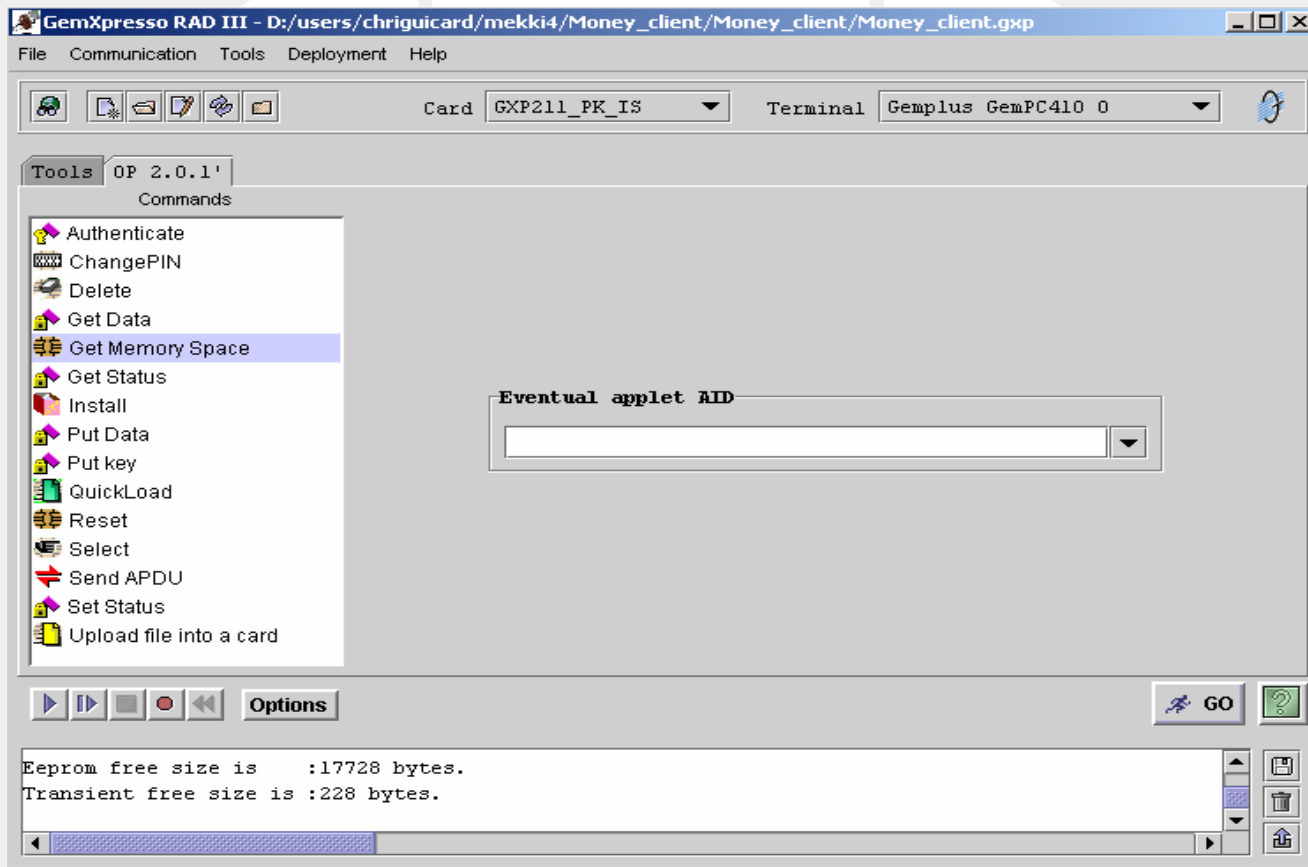 GemXpresso RAD III - D:/users/chriguicard/mekki4/Money_client/Money_client/Money_client.gxp
File Communication Tools Deployment Help
Card GXP211_PK_IS Terminal Gemplus GemPC410 0
Tools OP 2.0.1'
Commands
Authenticate
ChangePIN
Delete
Get Data
Get Memory Space
Get Status
Install
Put Data
Put key
QuickLoad
Reset
Select
Send APDU
Set Status
Upload file into a card
Eventual applet AID
Options GO ?
Eeprom free size is :17728 bytes.
Transient free size is :228 bytes.